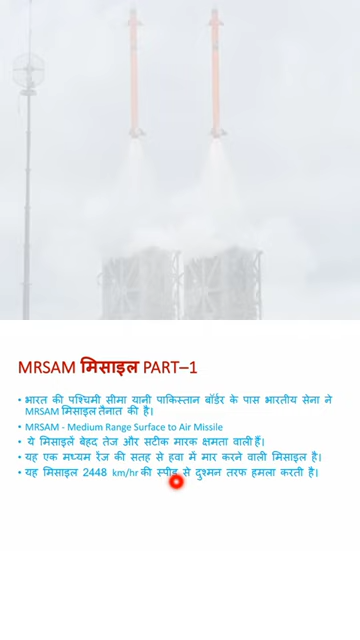 MRSAM मिसाइल PART–1
• भारत की पश्चिमी सीमा यानी पाकिस्तान बॉर्डर के पास भारतीय सेना ने
MRSAM मिसाइल तैनात की है।
• MRSAM - Medium Range Surface to Air Missile
• ये मिसाइलें बेहद तेज और सटीक मारक क्षमता वाली हैं।
• यह एक मध्यम रेंज की सतह से हवा में मार करने वाली मिसाइल है।
• यह मिसाइल 2448 km/hr की स्पीड से दुश्मन तरफ हमला करती है।